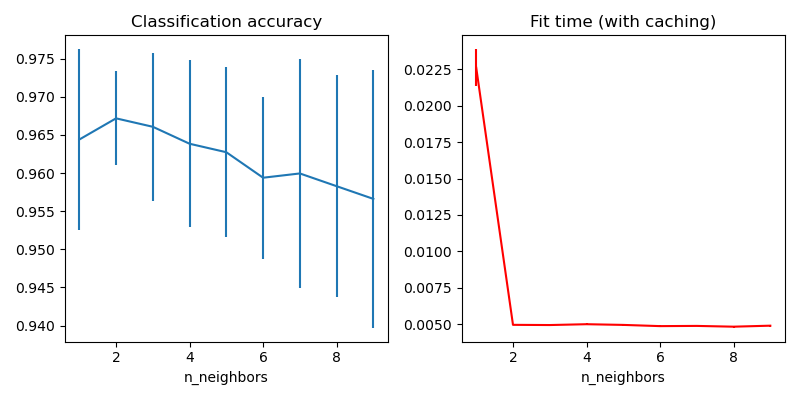 Classification accuracy
0.975
0.970
0.965
0.960
0.955
0.950
0.945
0.940
2 4 6 8
n_neighbors
Fit time (with caching)
0.0225
0.0200
0.0175
0.0150
0.0125
0.0100
0.0075
0.0050
2 4 6 8
n_neighbors